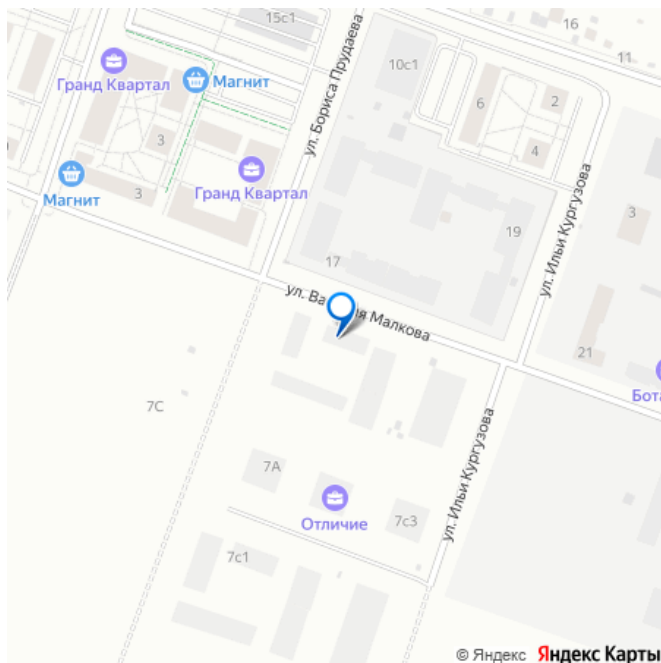 15с1
16
11
Гранд Квартал
Магнит
ул. Бориса Прудаева
10с1
6
2
4
3
Гранд Квартал
3
Магнит
ул. Ильи Кургузова
3
19
17
ул. Ва
я Малкова
21
Бота
7С
ул. Ильи Кургузова
7А
Отличие
7с3
7с1
© Яндекс Яндекс Карты